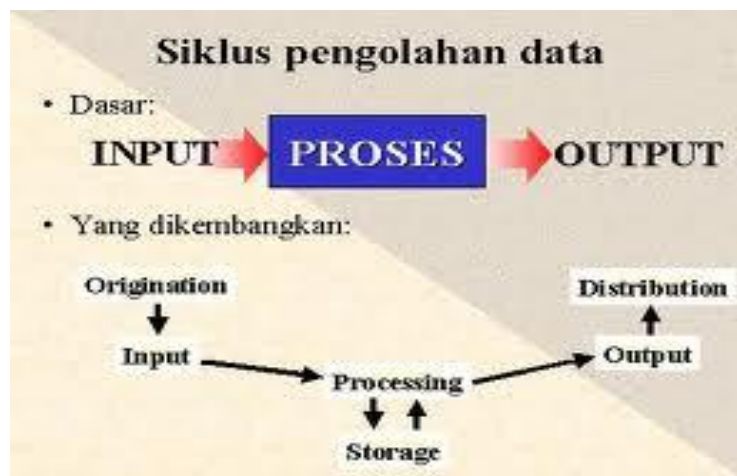 Siklus pengolahan data
• Dasar:
INPUT PROSES OUTPUT
• Yang dikembangkan:
Origination Distribution
Input Output
Processing
Storage